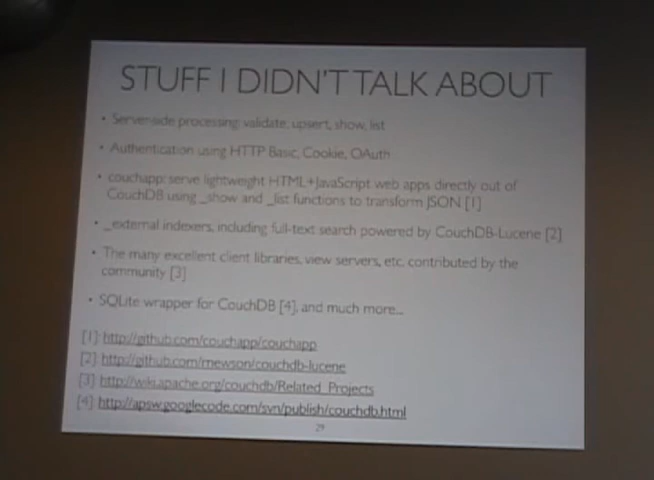 STUFF I DIDN'T TALK ABOUT
• Server-side processing: validate, upsert, show, list
• Authentication using HTTP Basic, Cookie, OAuth
• couchapp: serve lightweight HTML+JavaScript web apps directly out of
CouchDB using _show and _list functions to transform JSON [1]
• _external indexers, including full-text search powered by CouchDB-Lucene [2]
• The many excellent client libraries, view servers, etc. contributed by the
community [3]
• SQLite wrapper for CouchDB [4], and much more...
[1] http://github.com/couchapp/couchapp
[2] http://github.com/rnewson/couchdb-lucene
[3] http://wiki.apache.org/couchdb/Related_Projects
[4] http://apsw.googlecode.com/svn/publish/couchdb.html
29